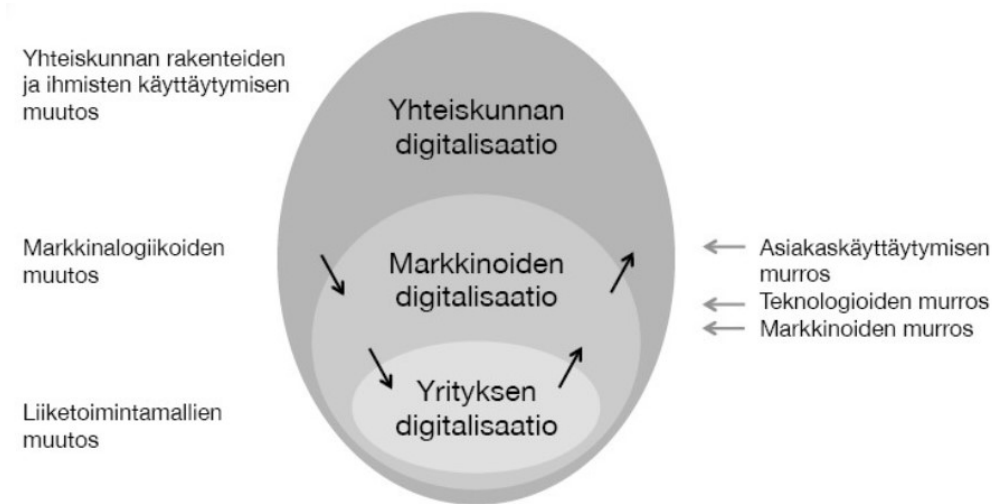 Yhteiskunnan rakenteiden
ja ihmisten käyttäytymisen
muutos
Yhteiskunnan
digitalisaatio
Markkinalogiikoiden
muutos
Markkinoiden
digitalisaatio
Asiakaskäyttäytymisen
murros
Teknologioiden murros
Markkinoiden murros
Liiketoimintamallien
muutos
Yrityksen
digitalisaatio